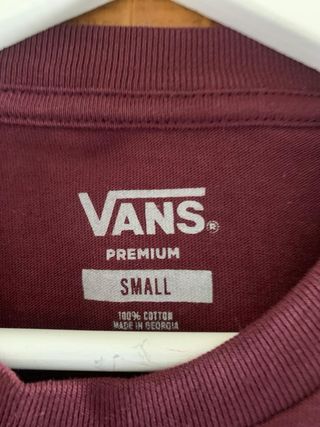 VANS®
PREMIUM
SMALL
100% COTTON
MADE IN GEORGIA